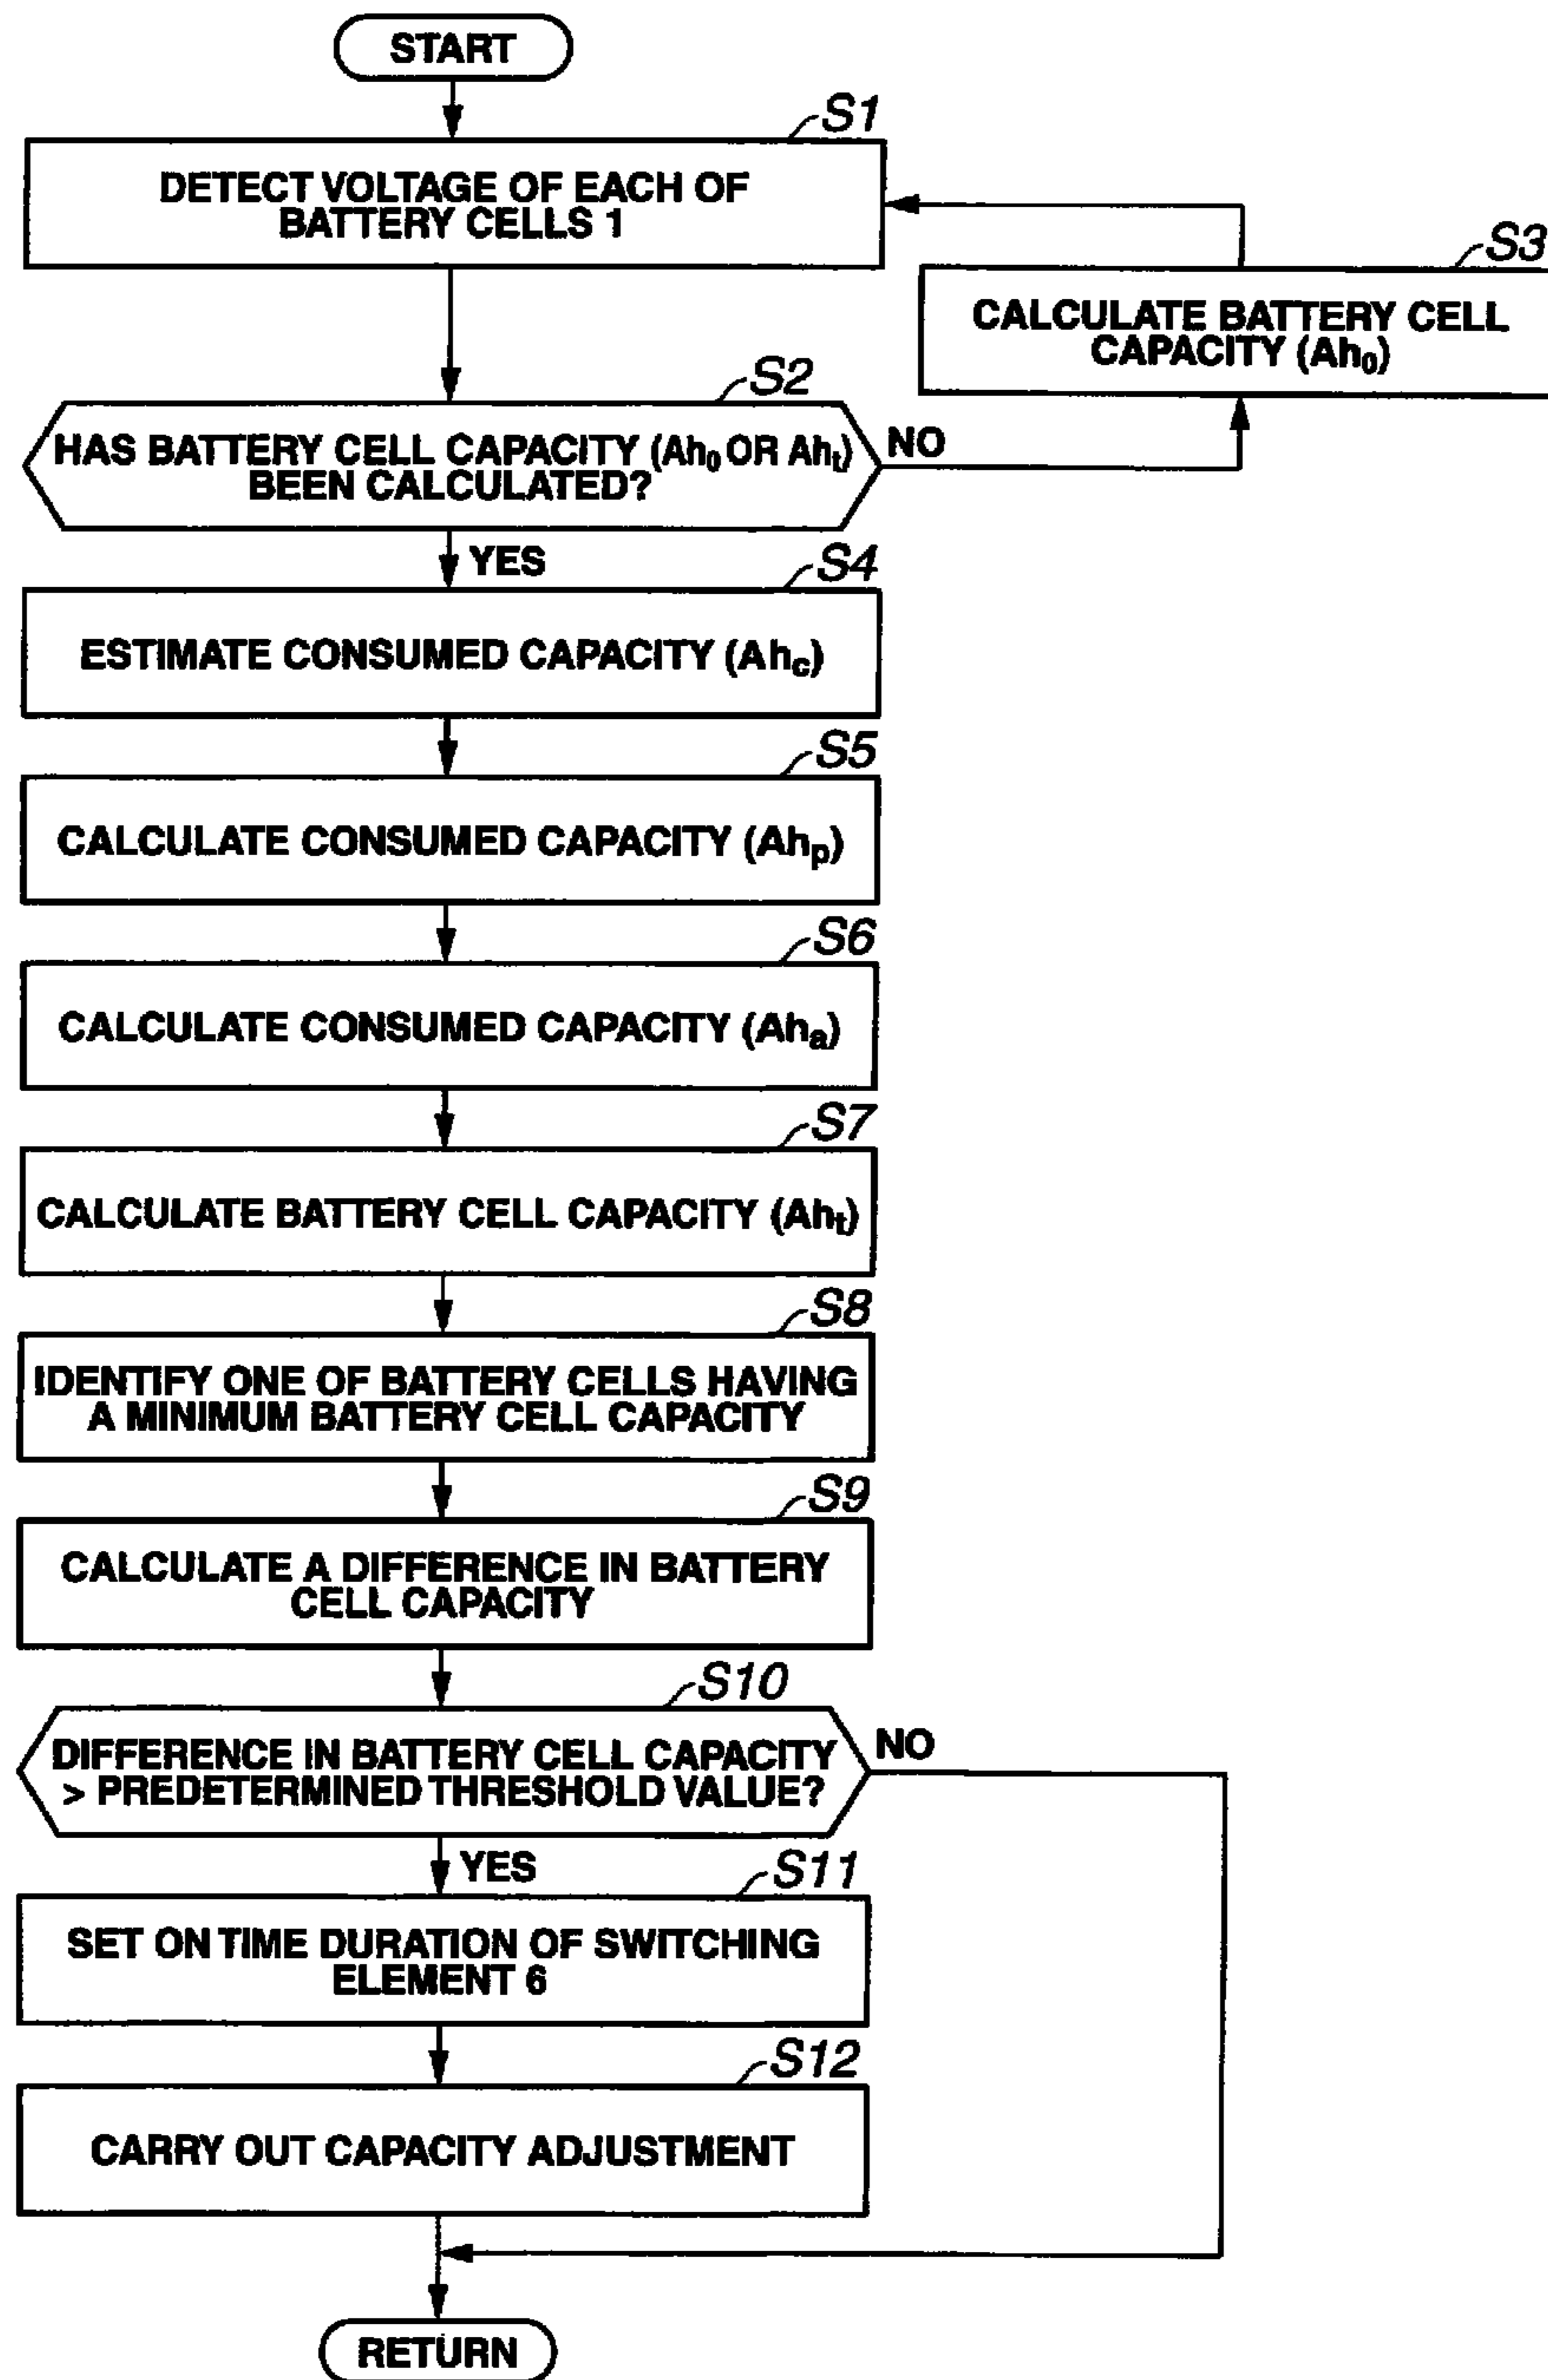 START
S1
DETECT VOLTAGE OF EACH OF
BATTERY CELLS 1
S3
CALCULATE BATTERY CELL
CAPACITY (Ah₀)
S2
HAS BATTERY CELL CAPACITY (Ah₀ OR Ahₜ)
BEEN CALCULATED?
NO
YES
S4
ESTIMATE CONSUMED CAPACITY (Ah꜀)
S5
CALCULATE CONSUMED CAPACITY (Ahₚ)
S6
CALCULATE CONSUMED CAPACITY (Ahₐ)
S7
CALCULATE BATTERY CELL CAPACITY (Ahₜ)
S8
IDENTIFY ONE OF BATTERY CELLS HAVING
A MINIMUM BATTERY CELL CAPACITY
S9
CALCULATE A DIFFERENCE IN BATTERY
CELL CAPACITY
S10
DIFFERENCE IN BATTERY CELL CAPACITY
> PREDETERMINED THRESHOLD VALUE?
NO
YES
S11
SET ON TIME DURATION OF SWITCHING
ELEMENT 6
S12
CARRY OUT CAPACITY ADJUSTMENT
RETURN